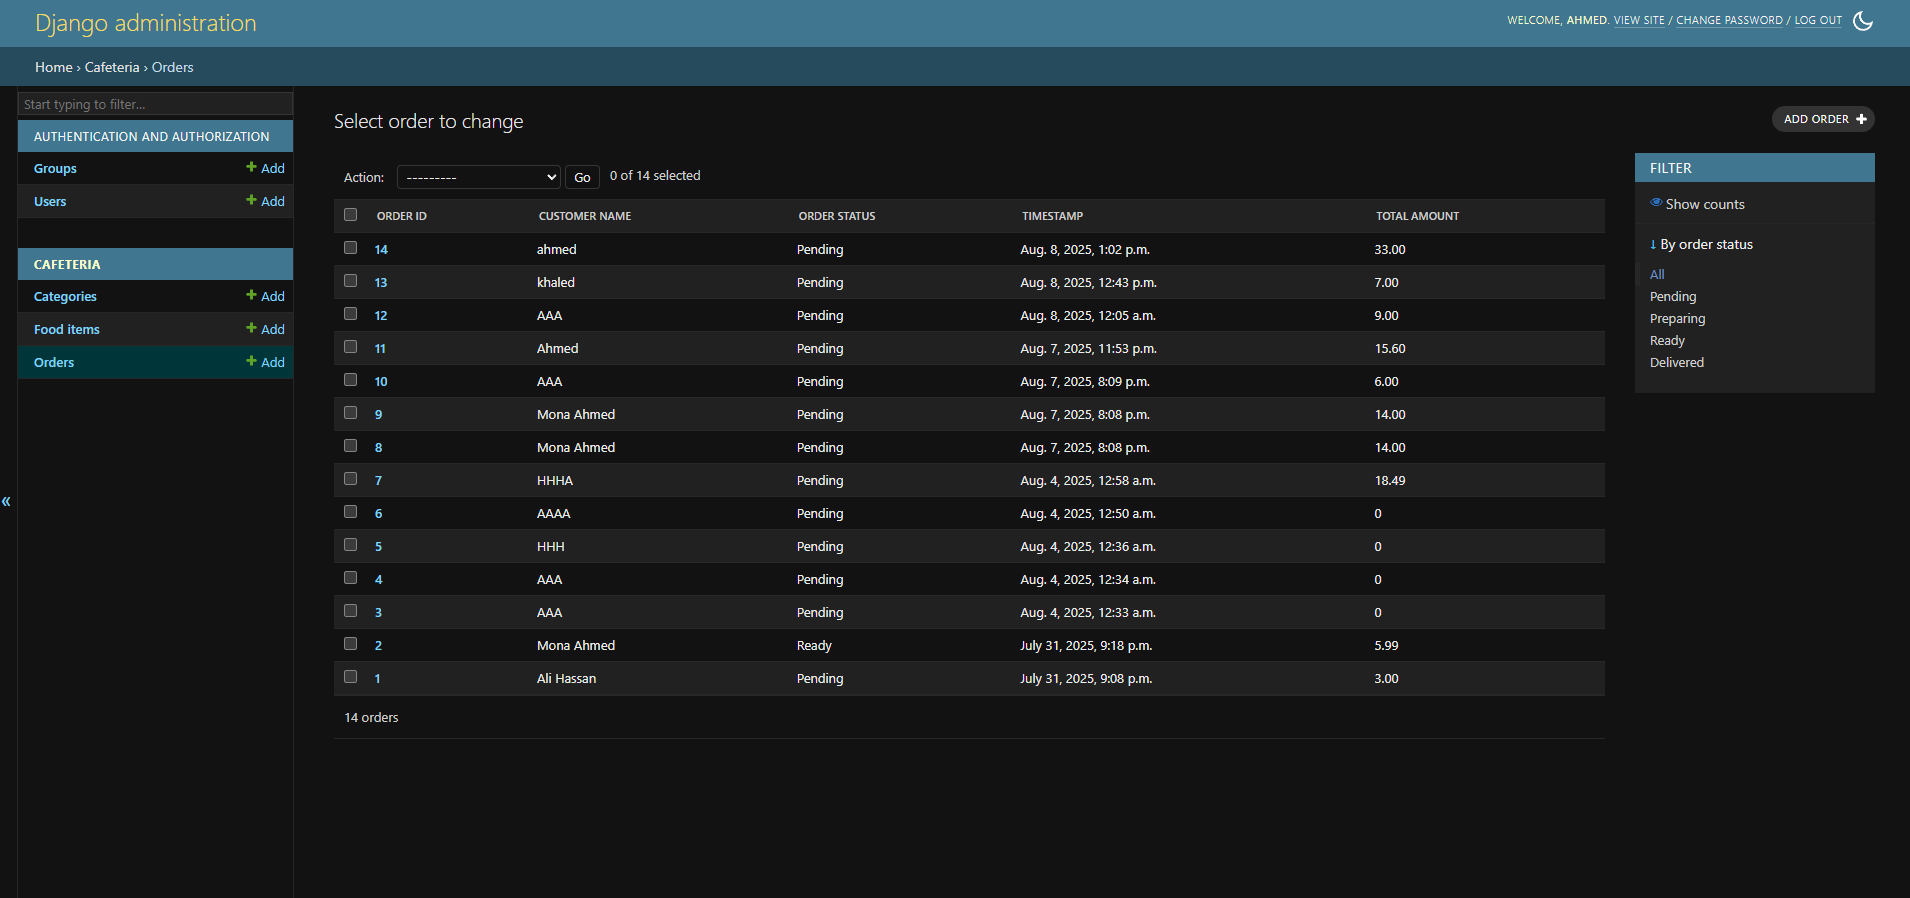 Django administration
WELCOME, AHMED. VIEW SITE / CHANGE PASSWORD / LOG OUT
Home › Cafeteria › Orders
Start typing to filter...
AUTHENTICATION AND AUTHORIZATION
Groups + Add
Users + Add
CAFETERIA
Categories + Add
Food items + Add
Orders + Add
«
Select order to change
ADD ORDER +
Action: --------- Go 0 of 14 selected
ORDER ID CUSTOMER NAME ORDER STATUS TIMESTAMP TOTAL AMOUNT
14 ahmed Pending Aug. 8, 2025, 1:02 p.m. 33.00
13 khaled Pending Aug. 8, 2025, 12:43 p.m. 7.00
12 AAA Pending Aug. 8, 2025, 12:05 a.m. 9.00
11 Ahmed Pending Aug. 7, 2025, 11:53 p.m. 15.60
10 AAA Pending Aug. 7, 2025, 8:09 p.m. 6.00
9 Mona Ahmed Pending Aug. 7, 2025, 8:08 p.m. 14.00
8 Mona Ahmed Pending Aug. 7, 2025, 8:08 p.m. 14.00
7 HHHA Pending Aug. 4, 2025, 12:58 a.m. 18.49
6 AAAA Pending Aug. 4, 2025, 12:50 a.m. 0
5 HHH Pending Aug. 4, 2025, 12:36 a.m. 0
4 AAA Pending Aug. 4, 2025, 12:34 a.m. 0
3 AAA Pending Aug. 4, 2025, 12:33 a.m. 0
2 Mona Ahmed Ready July 31, 2025, 9:18 p.m. 5.99
1 Ali Hassan Pending July 31, 2025, 9:08 p.m. 3.00
14 orders
FILTER
Show counts
↓ By order status
All
Pending
Preparing
Ready
Delivered